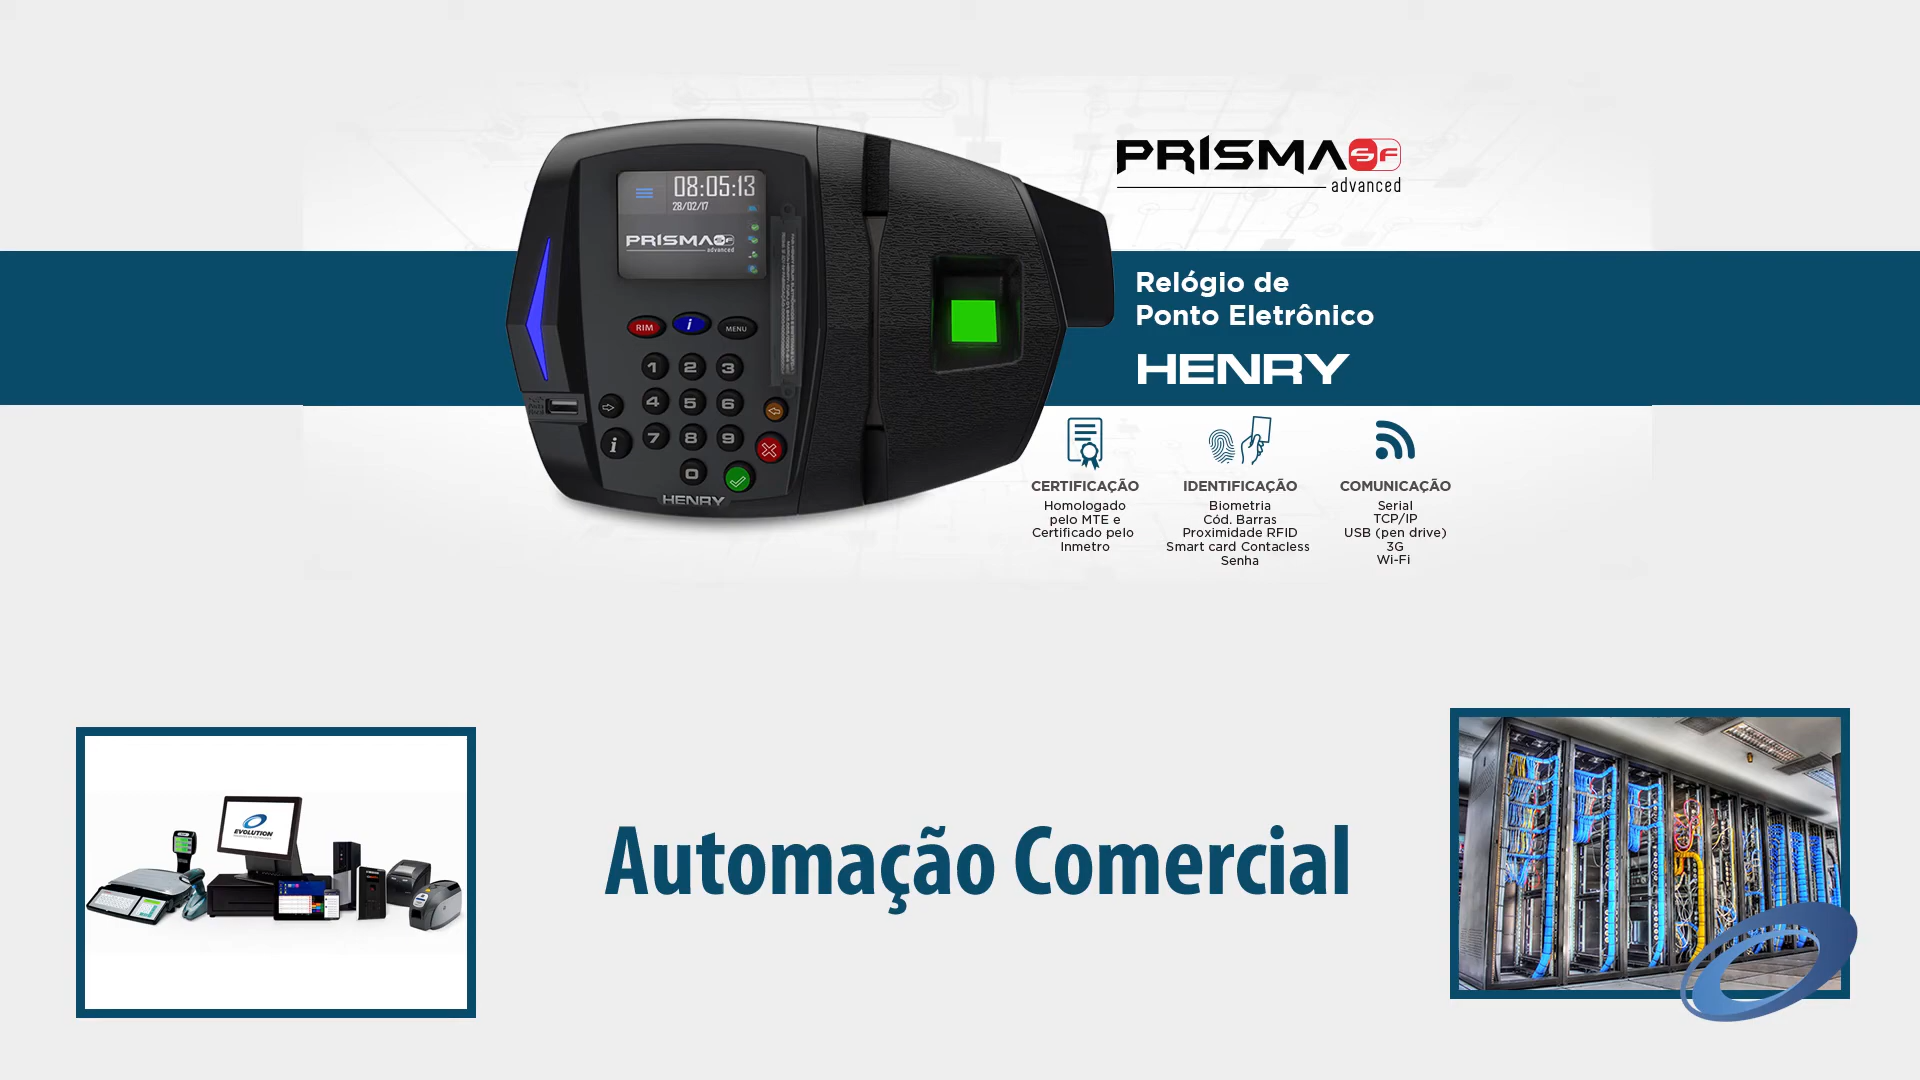 PRISMA SF
advanced
08:05:13
28/02/17
PRISMA SF
advanced
RIM
i
MENU
1 2 3
4 5 6
i 7 8 9
0
HENRY
Relógio de
Ponto Eletrônico
HENRY
CERTIFICAÇÃO
Homologado
pelo MTE e
Certificado pelo
Inmetro
IDENTIFICAÇÃO
Biometria
Cód. Barras
Proximidade RFID
Smart card Contacless
Senha
COMUNICAÇÃO
Serial
TCP/IP
USB (pen drive)
3G
Wi-Fi
EVOLUTION
Automação Comercial